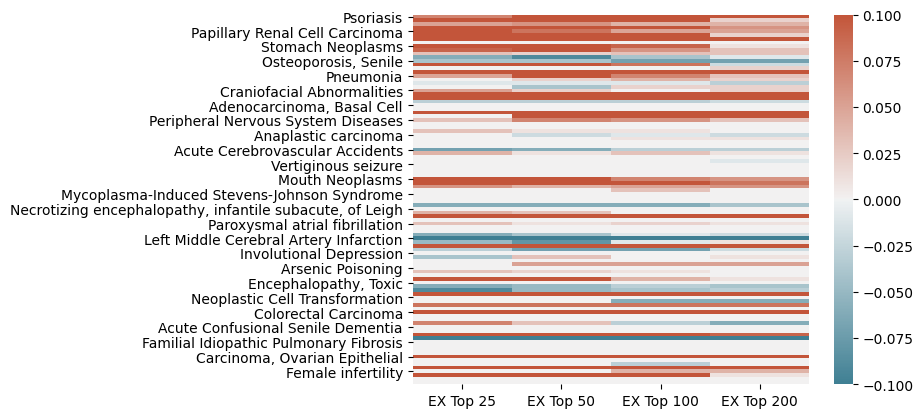 Psoriasis
Papillary Renal Cell Carcinoma
Stomach Neoplasms
Osteoporosis, Senile
Pneumonia
Craniofacial Abnormalities
Adenocarcinoma, Basal Cell
Peripheral Nervous System Diseases
Anaplastic carcinoma
Acute Cerebrovascular Accidents
Vertiginous seizure
Mouth Neoplasms
Mycoplasma-Induced Stevens-Johnson Syndrome
Necrotizing encephalopathy, infantile subacute, of Leigh
Paroxysmal atrial fibrillation
Left Middle Cerebral Artery Infarction
Involutional Depression
Arsenic Poisoning
Encephalopathy, Toxic
Neoplastic Cell Transformation
Colorectal Carcinoma
Acute Confusional Senile Dementia
Familial Idiopathic Pulmonary Fibrosis
Carcinoma, Ovarian Epithelial
Female infertility
EX Top 25
EX Top 50
EX Top 100
EX Top 200
0.100
0.075
0.050
0.025
0.000
−0.025
−0.050
−0.075
−0.100